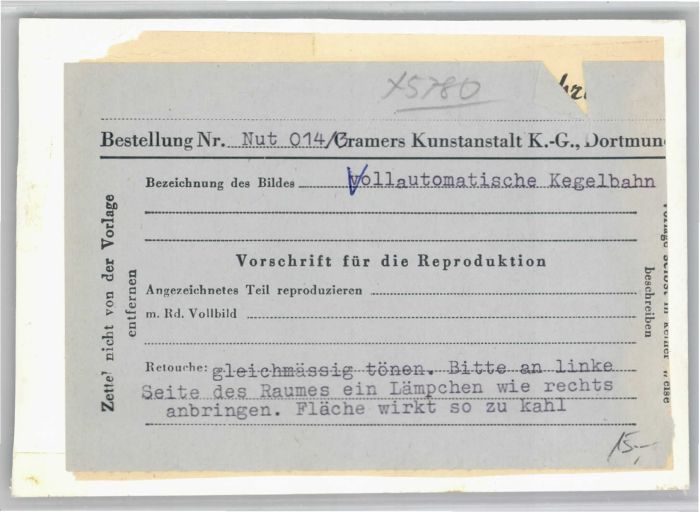 X5780
Bestellung Nr. Nut 014/Cramers Kunstanstalt K.-G., Dortmun
Bezeichnung des Bildes Vollautomatische Kegelbahn
Zettel nicht von der Vorlage
entfernen
Vorschrift für die Reproduktion
Angezeichnetes Teil reproduzieren
m. Rd. Vollbild
beschreiben
Retouche: gleichmässig tönen. Bitte an linke
Seite des Raumes ein Lämpchen wie rechts
anbringen. Fläche wirkt so zu kahl
15,-